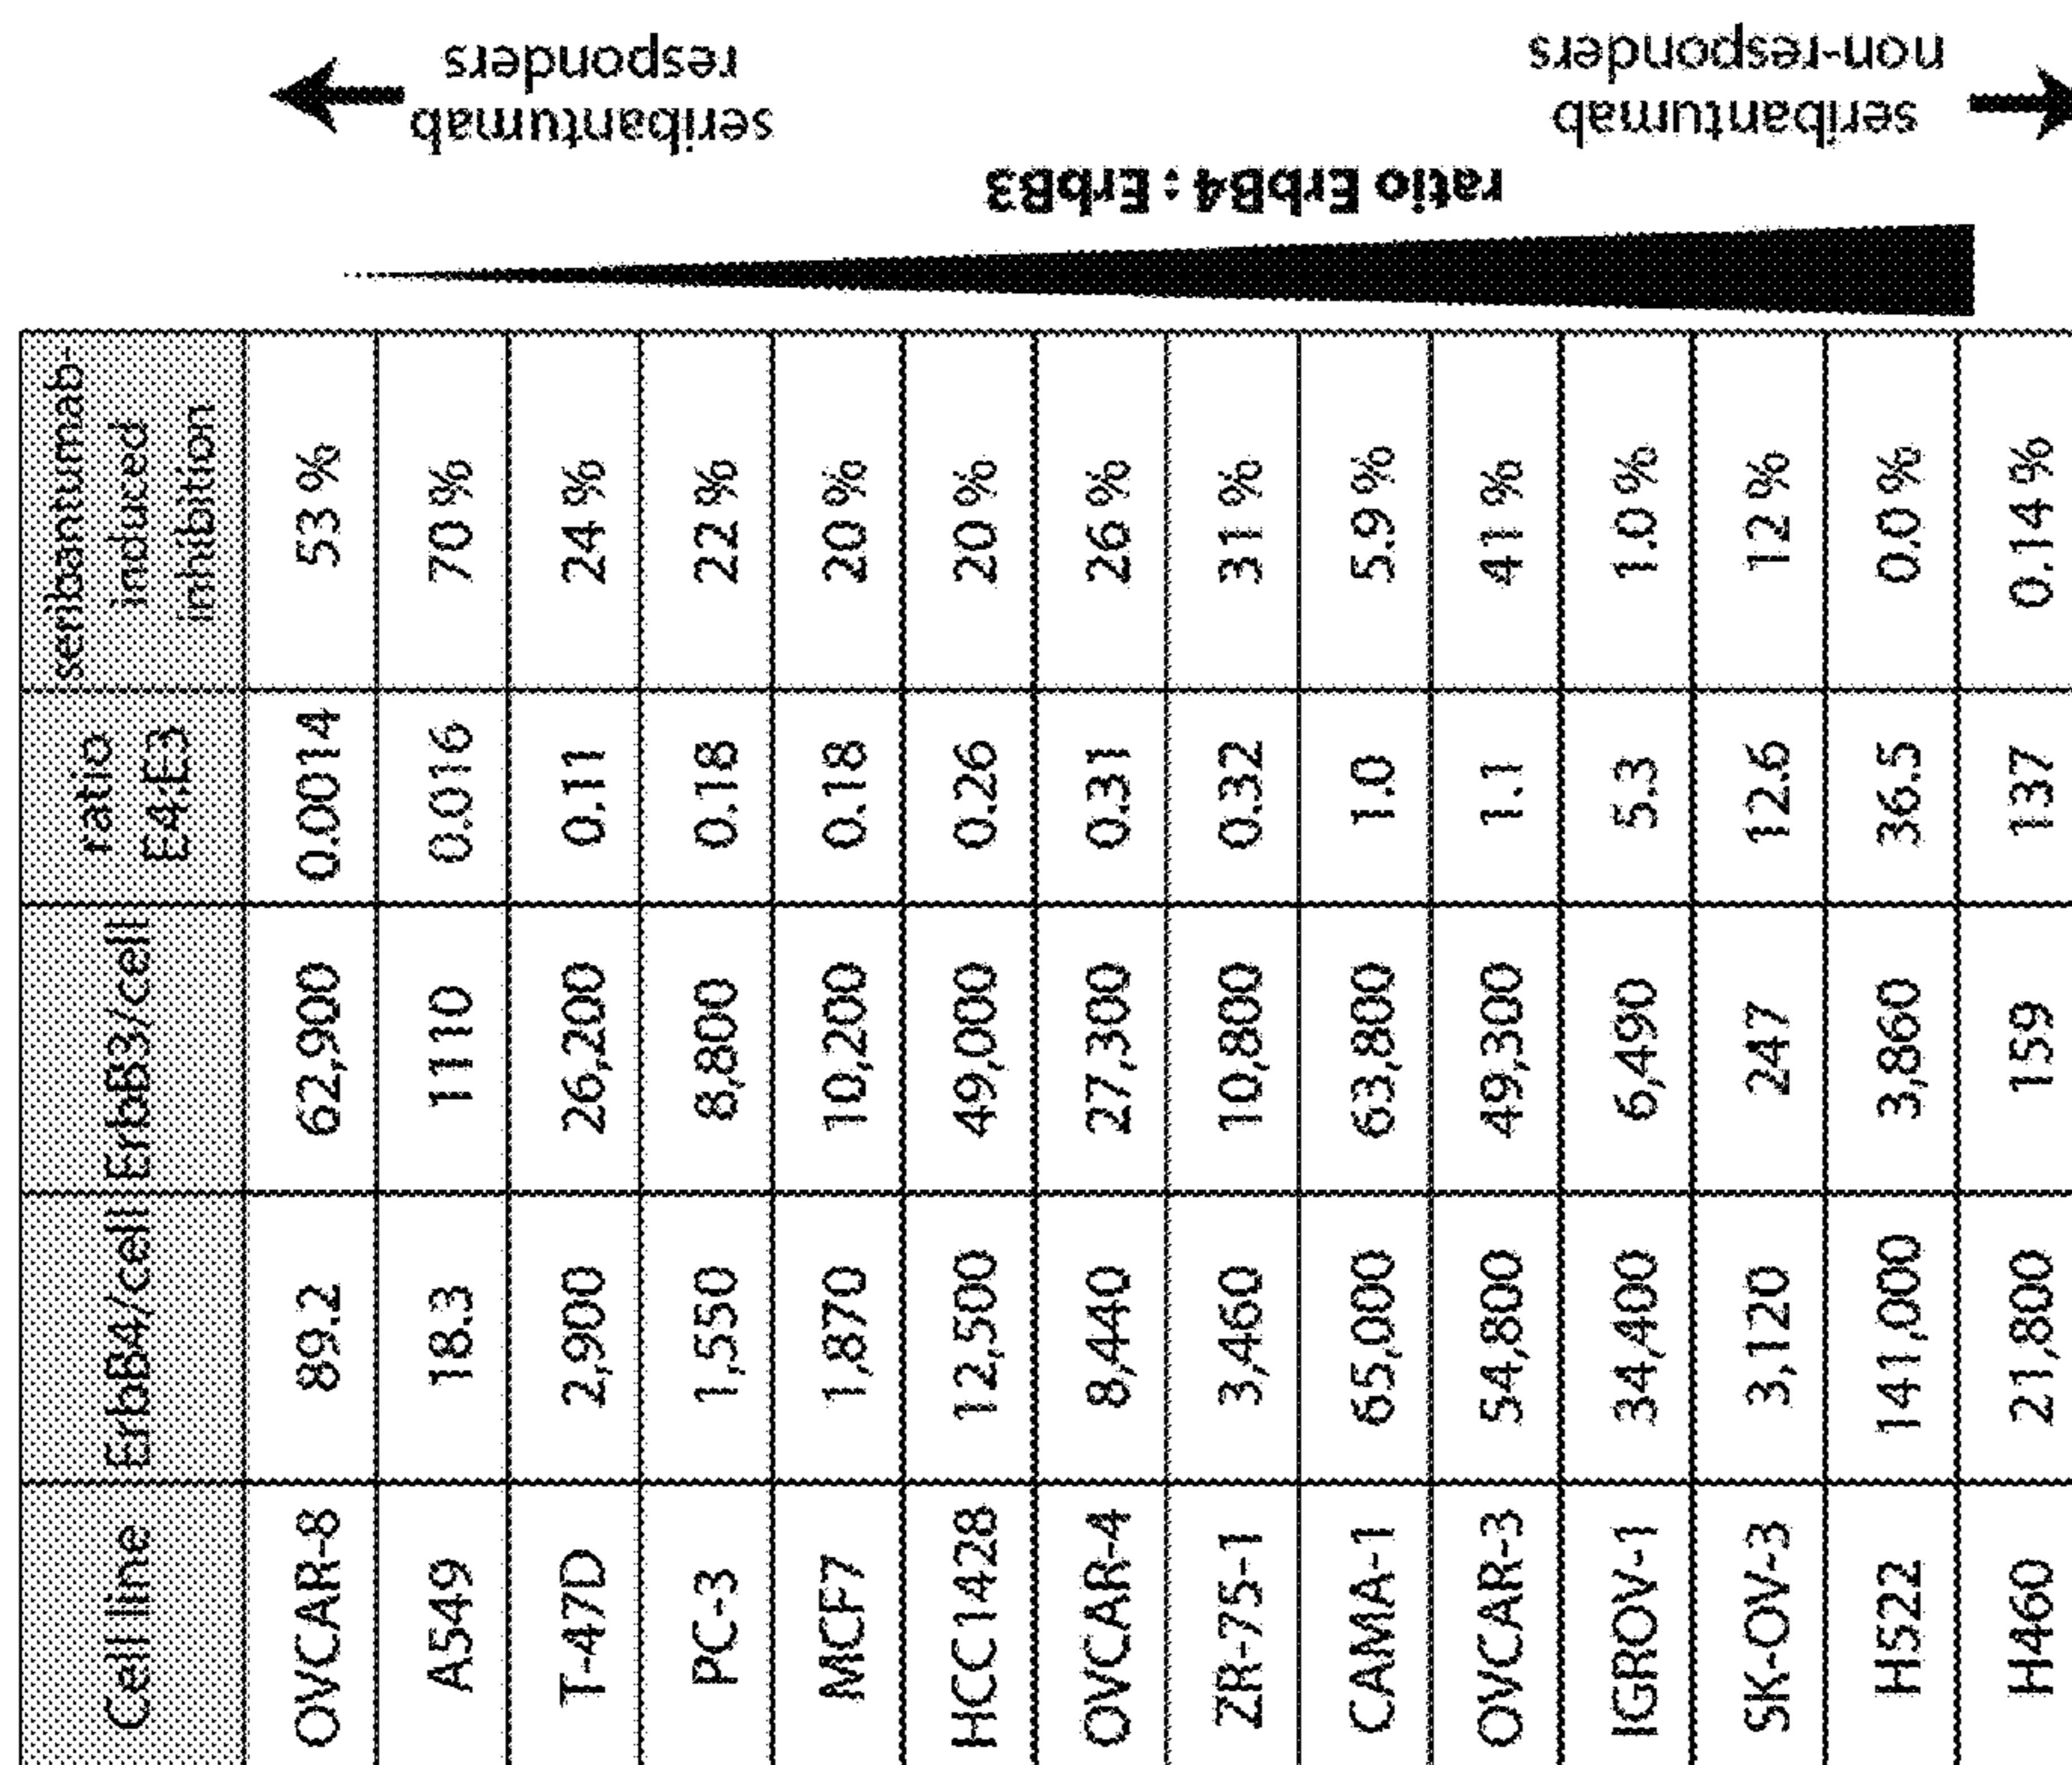 Cell line ErbB4/cell ErbB3/cell ratio E4:E3 seribantumab-induced inhibition
OVCAR-8 89.2 62,900 0.0014 53 %
A549 18.3 1110 0.016 70 %
T-47D 2,900 26,200 0.11 24 %
PC-3 1,550 8,800 0.18 22 %
MCF7 1,870 10,200 0.18 20 %
HCC1428 12,500 49,000 0.26 20 %
OVCAR-4 8,440 27,300 0.31 26 %
ZR-75-1 3,460 10,800 0.32 31 %
CAMA-1 65,000 63,800 1.0 5.9 %
OVCAR-3 54,800 49,300 1.1 41 %
IGROV-1 34,400 6,490 5.3 1.0 %
SK-OV-3 3,120 247 12.6 12 %
H522 141,000 3,860 36.5 0.0 %
H460 21,800 159 137 0.14 %
seribantumab
responders
ratio ErbB4 : ErbB3
seribantumab
non-responders